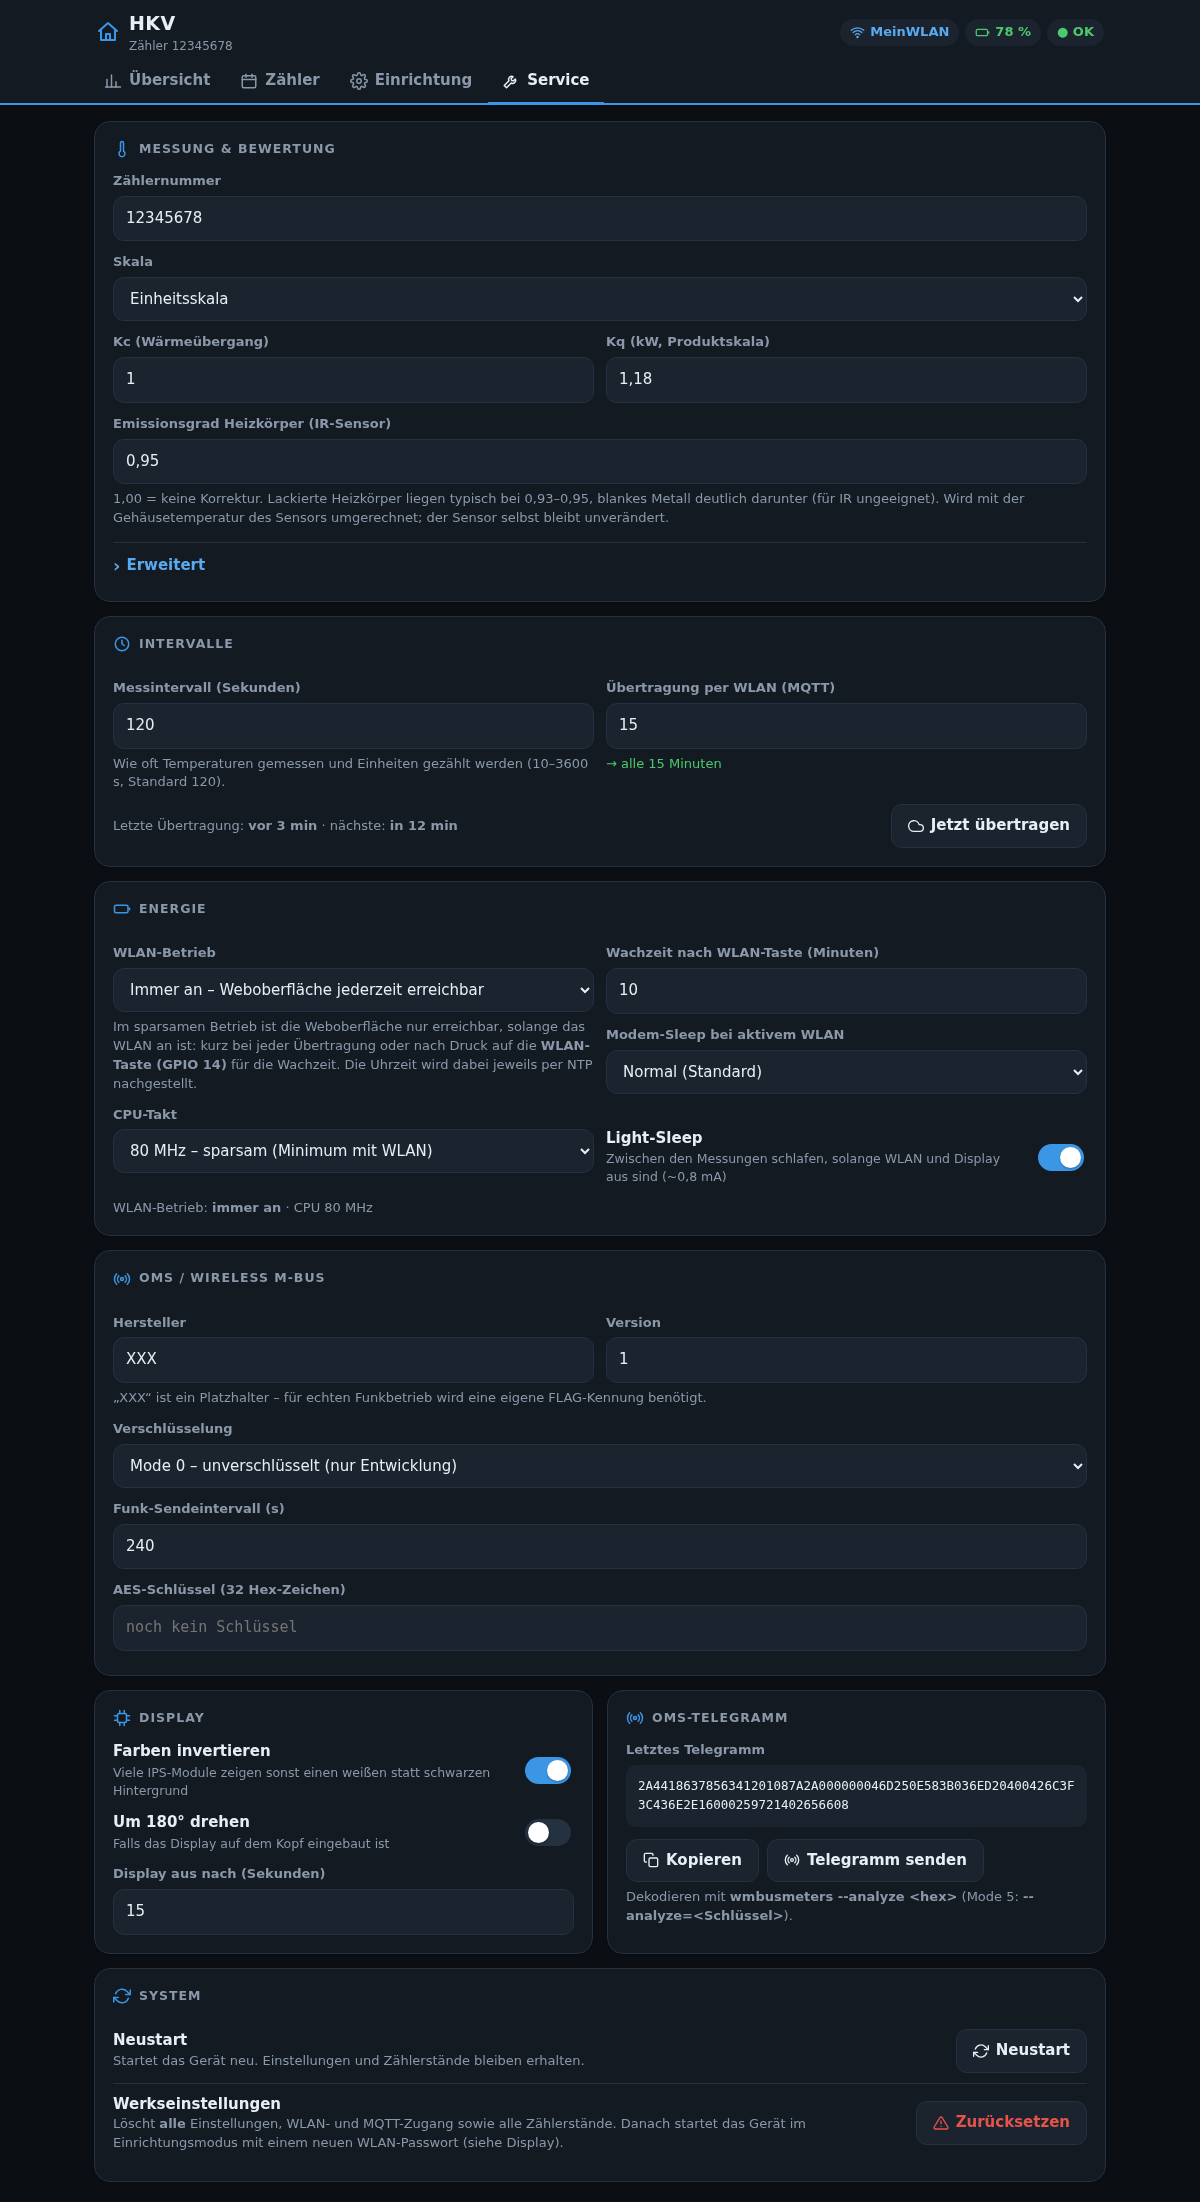 HKV
Zähler 12345678
MeinWLAN
78 %
OK
Übersicht
Zähler
Einrichtung
Service
MESSUNG & BEWERTUNG
Zählernummer
12345678
Skala
Einheitsskala
Kc (Wärmeübergang)
Kq (kW, Produktskala)
1
1,18
Emissionsgrad Heizkörper (IR-Sensor)
0,95
1,00 = keine Korrektur. Lackierte Heizkörper liegen typisch bei 0,93–0,95, blankes Metall deutlich darunter (für IR ungeeignet). Wird mit der
Gehäusetemperatur des Sensors umgerechnet; der Sensor selbst bleibt unverändert.
› Erweitert
INTERVALLE
Messintervall (Sekunden)
Übertragung per WLAN (MQTT)
120
15
Wie oft Temperaturen gemessen und Einheiten gezählt werden (10–3600
s, Standard 120).
→ alle 15 Minuten
Letzte Übertragung: vor 3 min · nächste: in 12 min
Jetzt übertragen
ENERGIE
WLAN-Betrieb
Immer an – Weboberfläche jederzeit erreichbar
Im sparsamen Betrieb ist die Weboberfläche nur erreichbar, solange das
WLAN an ist: kurz bei jeder Übertragung oder nach Druck auf die WLAN-
Taste (GPIO 14) für die Wachzeit. Die Uhrzeit wird dabei jeweils per NTP
nachgestellt.
Wachzeit nach WLAN-Taste (Minuten)
10
Modem-Sleep bei aktivem WLAN
Normal (Standard)
CPU-Takt
80 MHz – sparsam (Minimum mit WLAN)
Light-Sleep
Zwischen den Messungen schlafen, solange WLAN und Display
aus sind (~0,8 mA)
WLAN-Betrieb: immer an · CPU 80 MHz
OMS / WIRELESS M-BUS
Hersteller
Version
XXX
1
„XXX“ ist ein Platzhalter – für echten Funkbetrieb wird eine eigene FLAG-Kennung benötigt.
Verschlüsselung
Mode 0 – unverschlüsselt (nur Entwicklung)
Funk-Sendeintervall (s)
240
AES-Schlüssel (32 Hex-Zeichen)
noch kein Schlüssel
DISPLAY
Farben invertieren
Viele IPS-Module zeigen sonst einen weißen statt schwarzen
Hintergrund
Um 180° drehen
Falls das Display auf dem Kopf eingebaut ist
Display aus nach (Sekunden)
15
OMS-TELEGRAMM
Letztes Telegramm
2A4418637856341201087A2A000000046D250E583B036ED20400426C3F
3C436E2E16000259721402656608
Kopieren
Telegramm senden
Dekodieren mit wmbusmeters --analyze <hex> (Mode 5: --
analyze=<Schlüssel>).
SYSTEM
Neustart
Startet das Gerät neu. Einstellungen und Zählerstände bleiben erhalten.
Neustart
Werkseinstellungen
Löscht alle Einstellungen, WLAN- und MQTT-Zugang sowie alle Zählerstände. Danach startet das Gerät im
Einrichtungsmodus mit einem neuen WLAN-Passwort (siehe Display).
Zurücksetzen